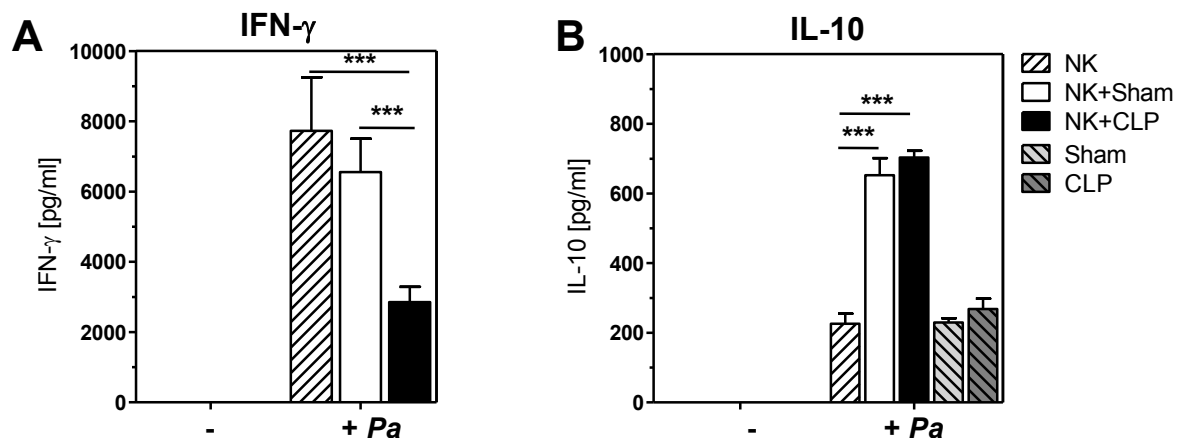 A
IFN-γ
IFN-γ [pg/ml]
10000
8000
6000
4000
2000
0
***
***
-
+ Pa
B
IL-10
IL-10 [pg/ml]
1000
800
600
400
200
0
***
***
-
+ Pa
NK
NK+Sham
NK+CLP
Sham
CLP